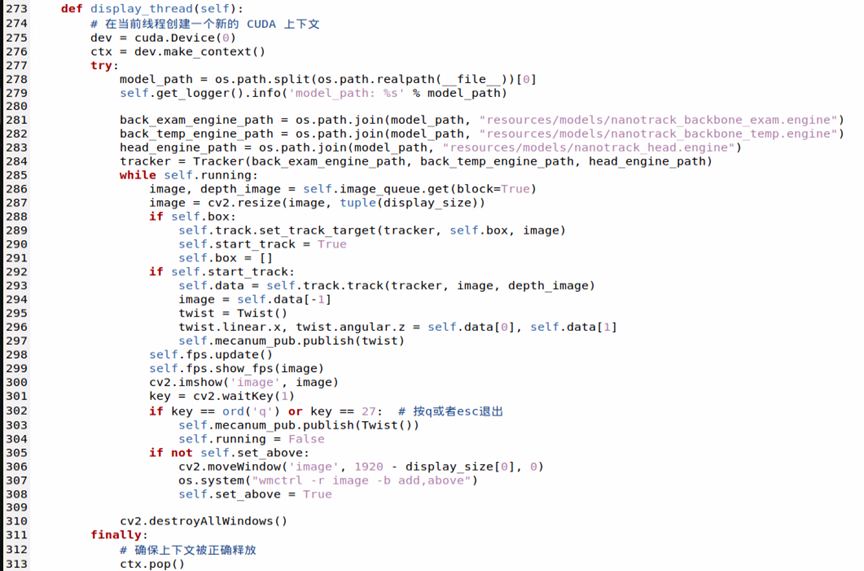 273 def display_thread(self):
274 # 在当前线程创建一个新的 CUDA 上下文
275 dev = cuda.Device(0)
276 ctx = dev.make_context()
277 try:
278 model_path = os.path.split(os.path.realpath(__file__))[0]
279 self.get_logger().info('model_path: %s' % model_path)
280
281 back_exam_engine_path = os.path.join(model_path, "resources/models/nanotrack_backbone_exam.engine")
282 back_temp_engine_path = os.path.join(model_path, "resources/models/nanotrack_backbone_temp.engine")
283 head_engine_path = os.path.join(model_path, "resources/models/nanotrack_head.engine")
284 tracker = Tracker(back_exam_engine_path, back_temp_engine_path, head_engine_path)
285 while self.running:
286 image, depth_image = self.image_queue.get(block=True)
287 image = cv2.resize(image, tuple(display_size))
288 if self.box:
289 self.track.set_track_target(tracker, self.box, image)
290 self.start_track = True
291 self.box = []
292 if self.start_track:
293 self.data = self.track.track(tracker, image, depth_image)
294 image = self.data[-1]
295 twist = Twist()
296 twist.linear.x, twist.angular.z = self.data[0], self.data[1]
297 self.mecanum_pub.publish(twist)
298 self.fps.update()
299 self.fps.show_fps(image)
300 cv2.imshow('image', image)
301 key = cv2.waitKey(1)
302 if key == ord('q') or key == 27: # 按q或者esc退出
303 self.mecanum_pub.publish(Twist())
304 self.running = False
305 if not self.set_above:
306 cv2.moveWindow('image', 1920 - display_size[0], 0)
307 os.system("wmctrl -r image -b add,above")
308 self.set_above = True
309
310 cv2.destroyAllWindows()
311 finally:
312 # 确保上下文被正确释放
313 ctx.pop()